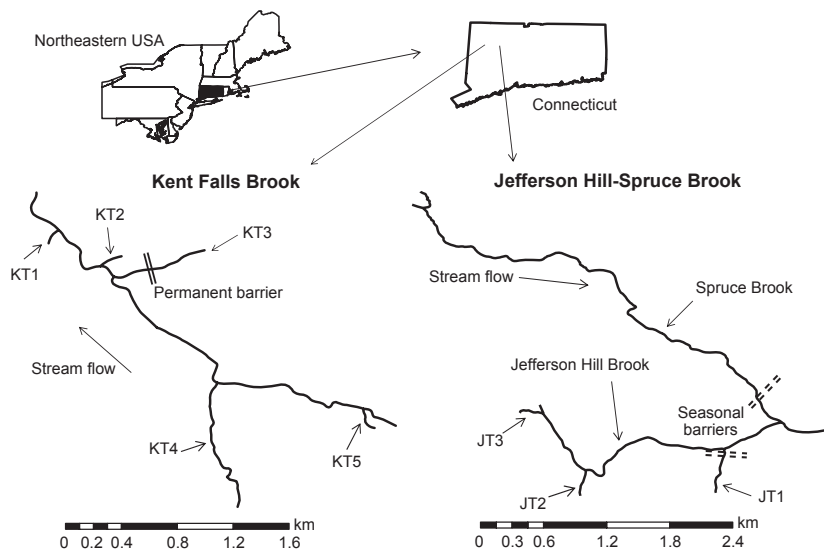 Northeastern USA
Connecticut
Kent Falls Brook
Jefferson Hill-Spruce Brook
KT2
KT3
KT1
Permanent barrier
Stream flow
KT4
KT5
km
0 0.2 0.4 0.8 1.2 1.6
Stream flow
Spruce Brook
Jefferson Hill Brook
Seasonal
barriers
JT3
JT2
JT1
km
0 0.3 0.6 1.2 1.8 2.4